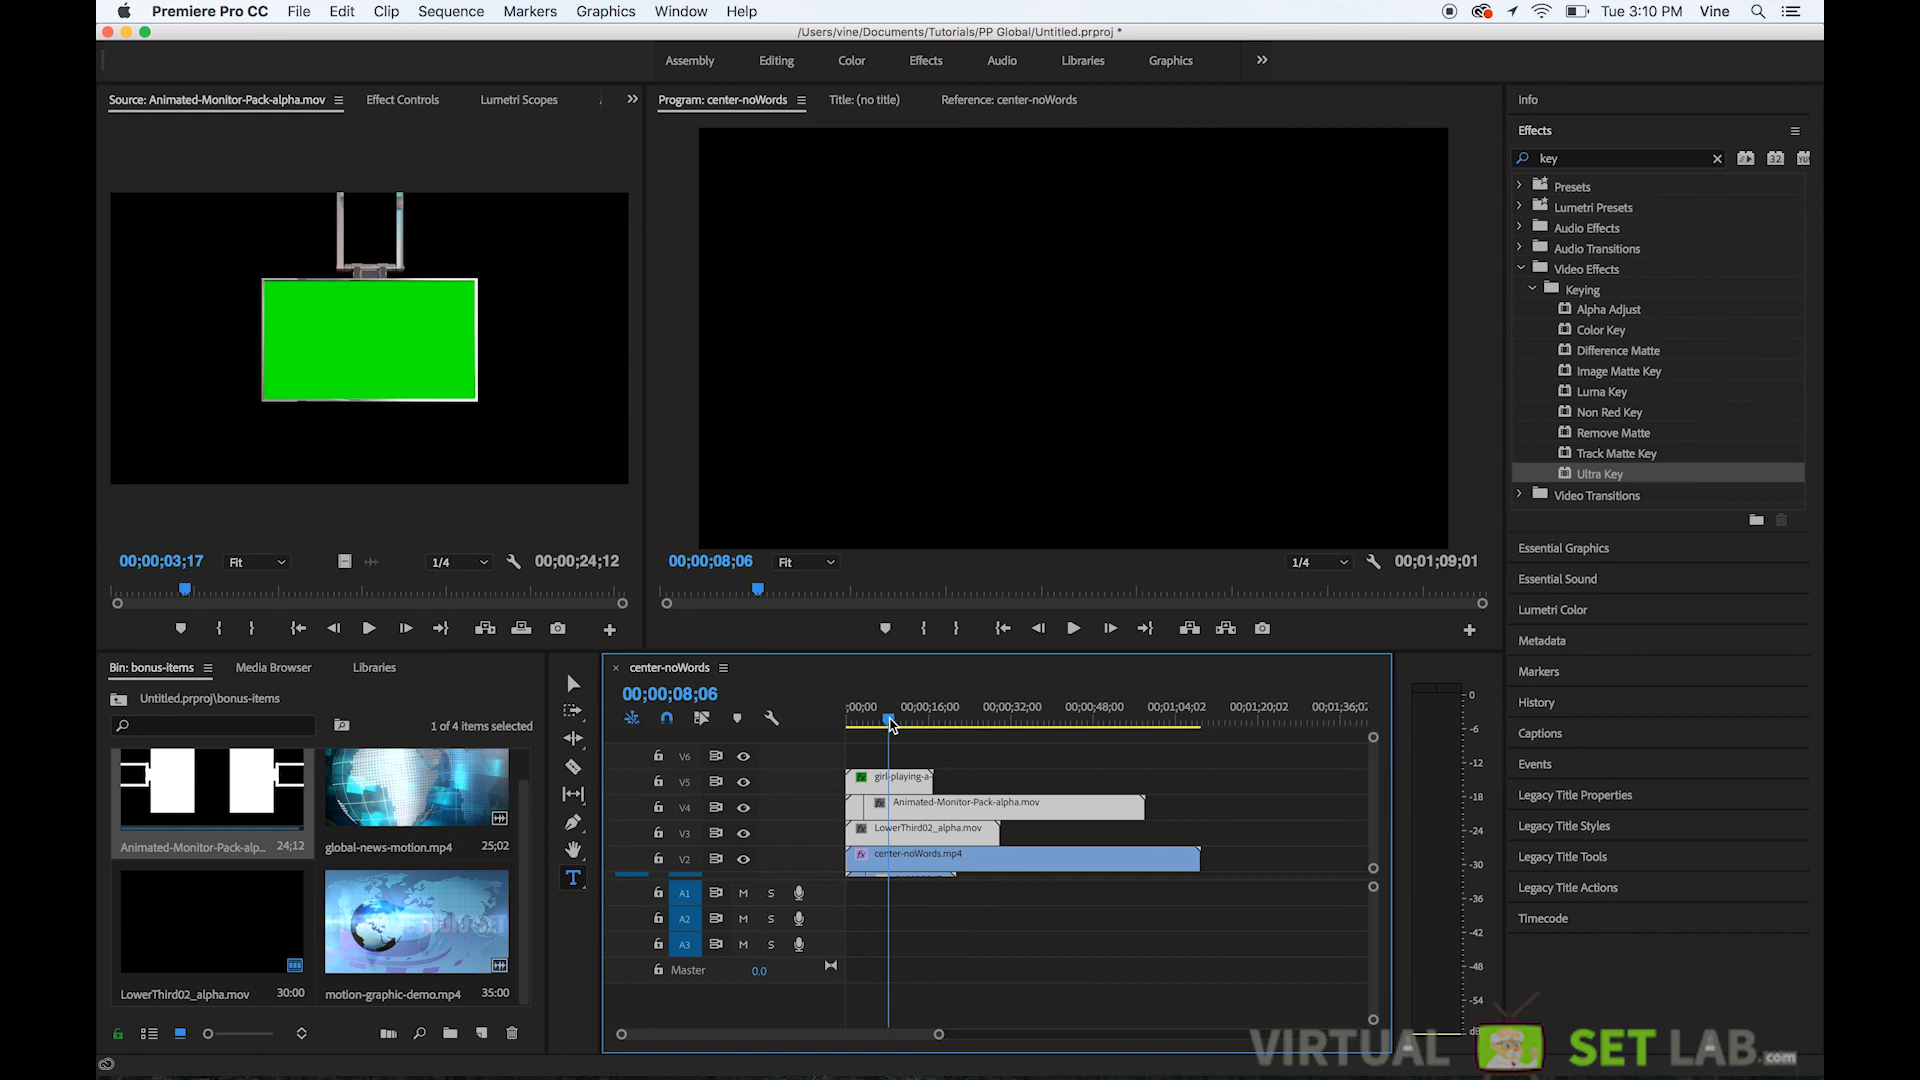 Premiere Pro CC File Edit Clip Sequence Markers Graphics Window Help Tue 3:10 PM Vine
/Users/vine/Documents/Tutorials/PP Global/Untitled.prproj *
Assembly Editing Color Effects Audio Libraries Graphics
Source: Animated-Monitor-Pack-alpha.mov Effect Controls Lumetri Scopes
Program: center-noWords Title: (no title) Reference: center-noWords
Info
Effects
key
32
Presets
Lumetri Presets
Audio Effects
Audio Transitions
Video Effects
Keying
Alpha Adjust
Color Key
Difference Matte
Image Matte Key
Luma Key
Non Red Key
Remove Matte
Track Matte Key
Ultra Key
Video Transitions
Essential Graphics
Essential Sound
Lumetri Color
Metadata
Markers
History
Captions
Events
Legacy Title Properties
Legacy Title Styles
Legacy Title Tools
Legacy Title Actions
Timecode
00;00;03;17 Fit 1/4 00;00;24;12
00;00;08;06 Fit 1/4 00;01;09;01
Bin: bonus-items Media Browser Libraries
Untitled.prproj\bonus-items
1 of 4 items selected
Animated-Monitor-Pack-alp... 24;12
global-news-motion.mp4 25;02
LowerThird02_alpha.mov 30:00
motion-graphic-demo.mp4 35:00
center-noWords
00;00;08;06
;00;00 00;00;16;00 00;00;32;00 00;00;48;00 00;01;04;02 00;01;20;02 00;01;36;02
V6
V5 girl-playing-a-
V4 Animated-Monitor-Pack-alpha.mov
V3 LowerThird02_alpha.mov
V2 center-noWords.mp4
A1 M S
A2 M S
A3 M S
Master 0.0
0
-6
-12
-18
-24
-30
-36
-42
-48
-54
dB
VIRTUAL SET LAB.com